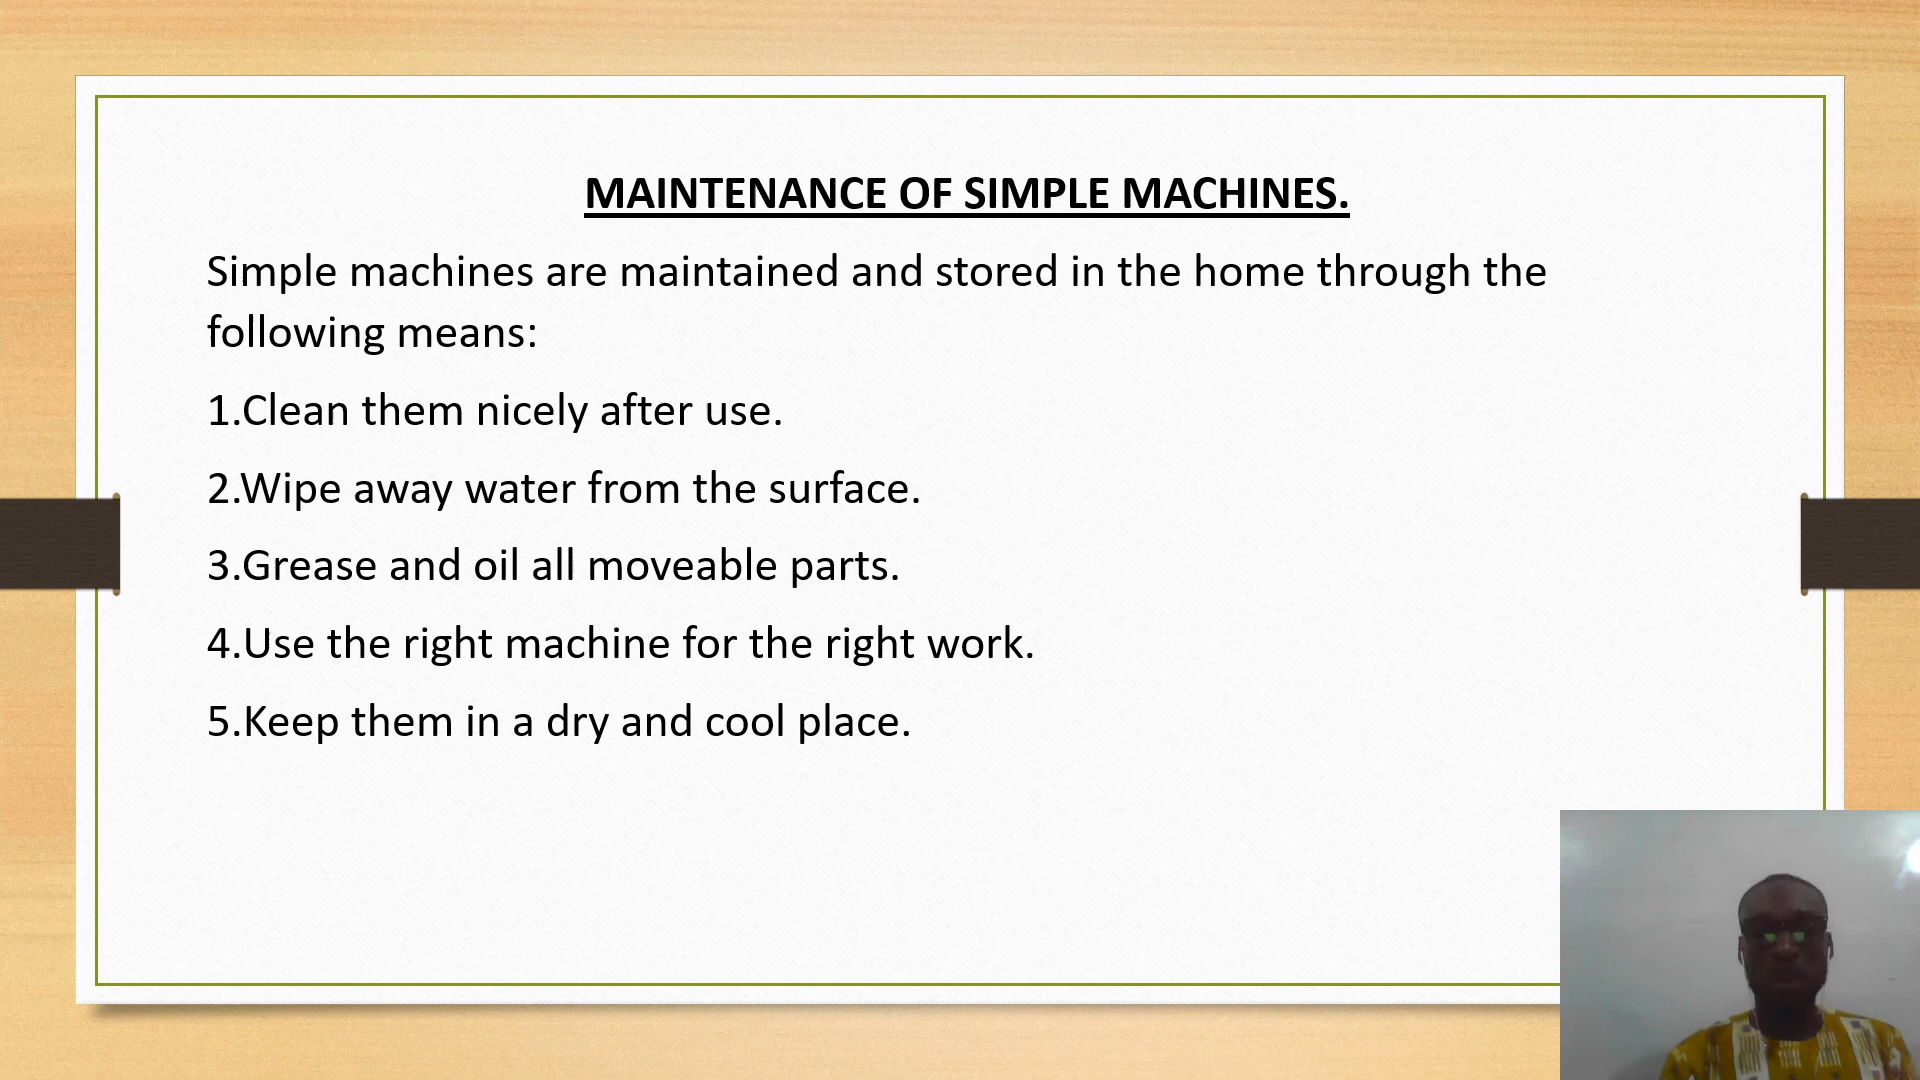 MAINTENANCE OF SIMPLE MACHINES.
Simple machines are maintained and stored in the home through the
following means:
1.Clean them nicely after use.
2.Wipe away water from the surface.
3.Grease and oil all moveable parts.
4.Use the right machine for the right work.
5.Keep them in a dry and cool place.